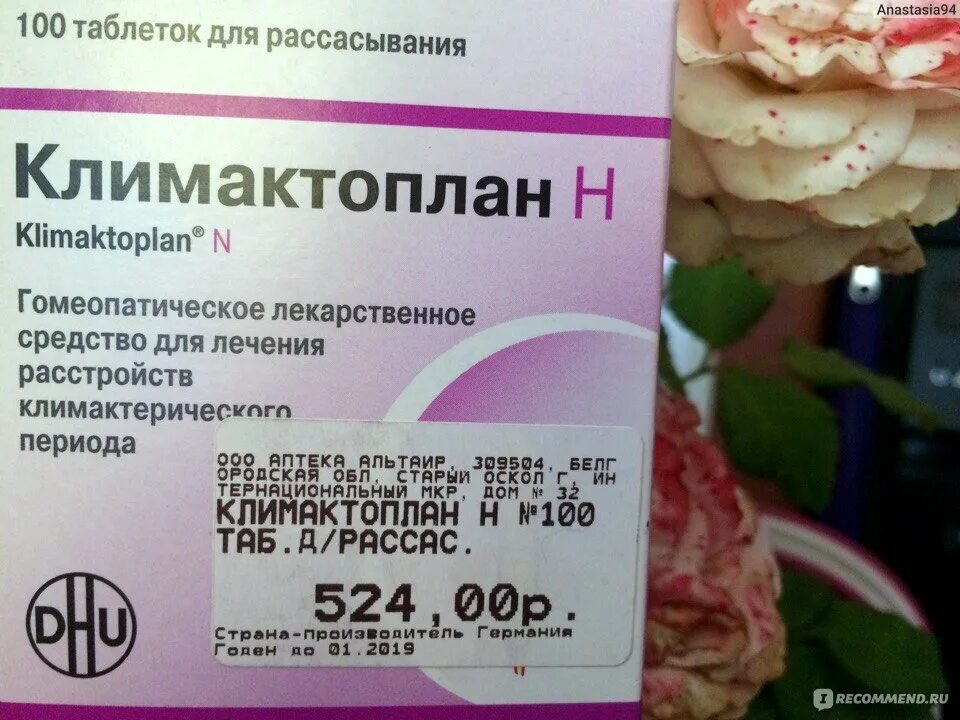 Anastasia94
100 таблеток для рассасывания
Климактоплан Н
Klimaktoplan® N
Гомеопатическое лекарственное
средство для лечения
расстройств
климактерического
периода
ООО АПТЕКА АЛЬТАИР, 309504, БЕЛГ
ОРОДСКАЯ ОБЛ, СТАРЫЙ ОСКОЛ Г, ИН
ТЕРНАЦИОНАЛЬНЫЙ МКР, ДОМ № 32
КЛИМАКТОПЛАН Н №100
ТАБ.Д/РАССАС.
524,00р.
Страна-производитель Германия
Годен до 01.2019
DHU
IRECOMMEND.RU